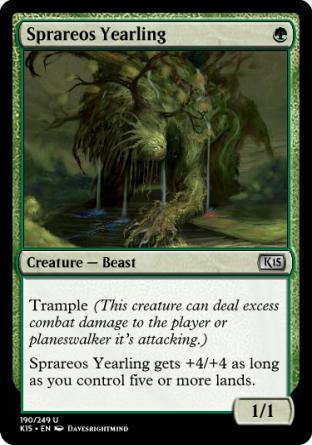 Sprareos Yearling
Creature — Beast
K15
Trample (This creature can deal excess
combat damage to the player or
planeswalker it's attacking.)
Sprareos Yearling gets +4/+4 as long
as you control five or more lands.
1/1
190/249 U
K15 • EN Davesrightmind